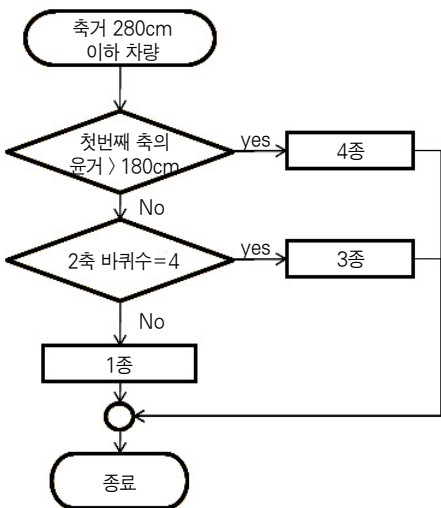 축거 280cm
이하 차량
첫번째 축의
윤거 > 180cm
yes
4종
No
2축 바퀴수=4
yes
3종
No
1종
종료